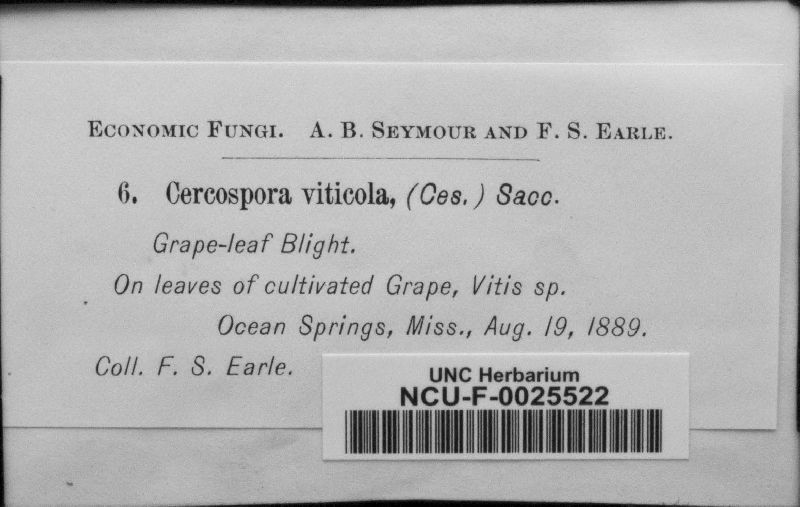 ECONOMIC FUNGI. A. B. SEYMOUR AND F. S. EARLE.
6. Cercospora viticola, (Ces.) Sacc.
Grape-leaf Blight.
On leaves of cultivated Grape, Vitis sp.
Ocean Springs, Miss., Aug. 19, 1889.
Coll. F. S. Earle.
UNC Herbarium
NCU-F-0025522